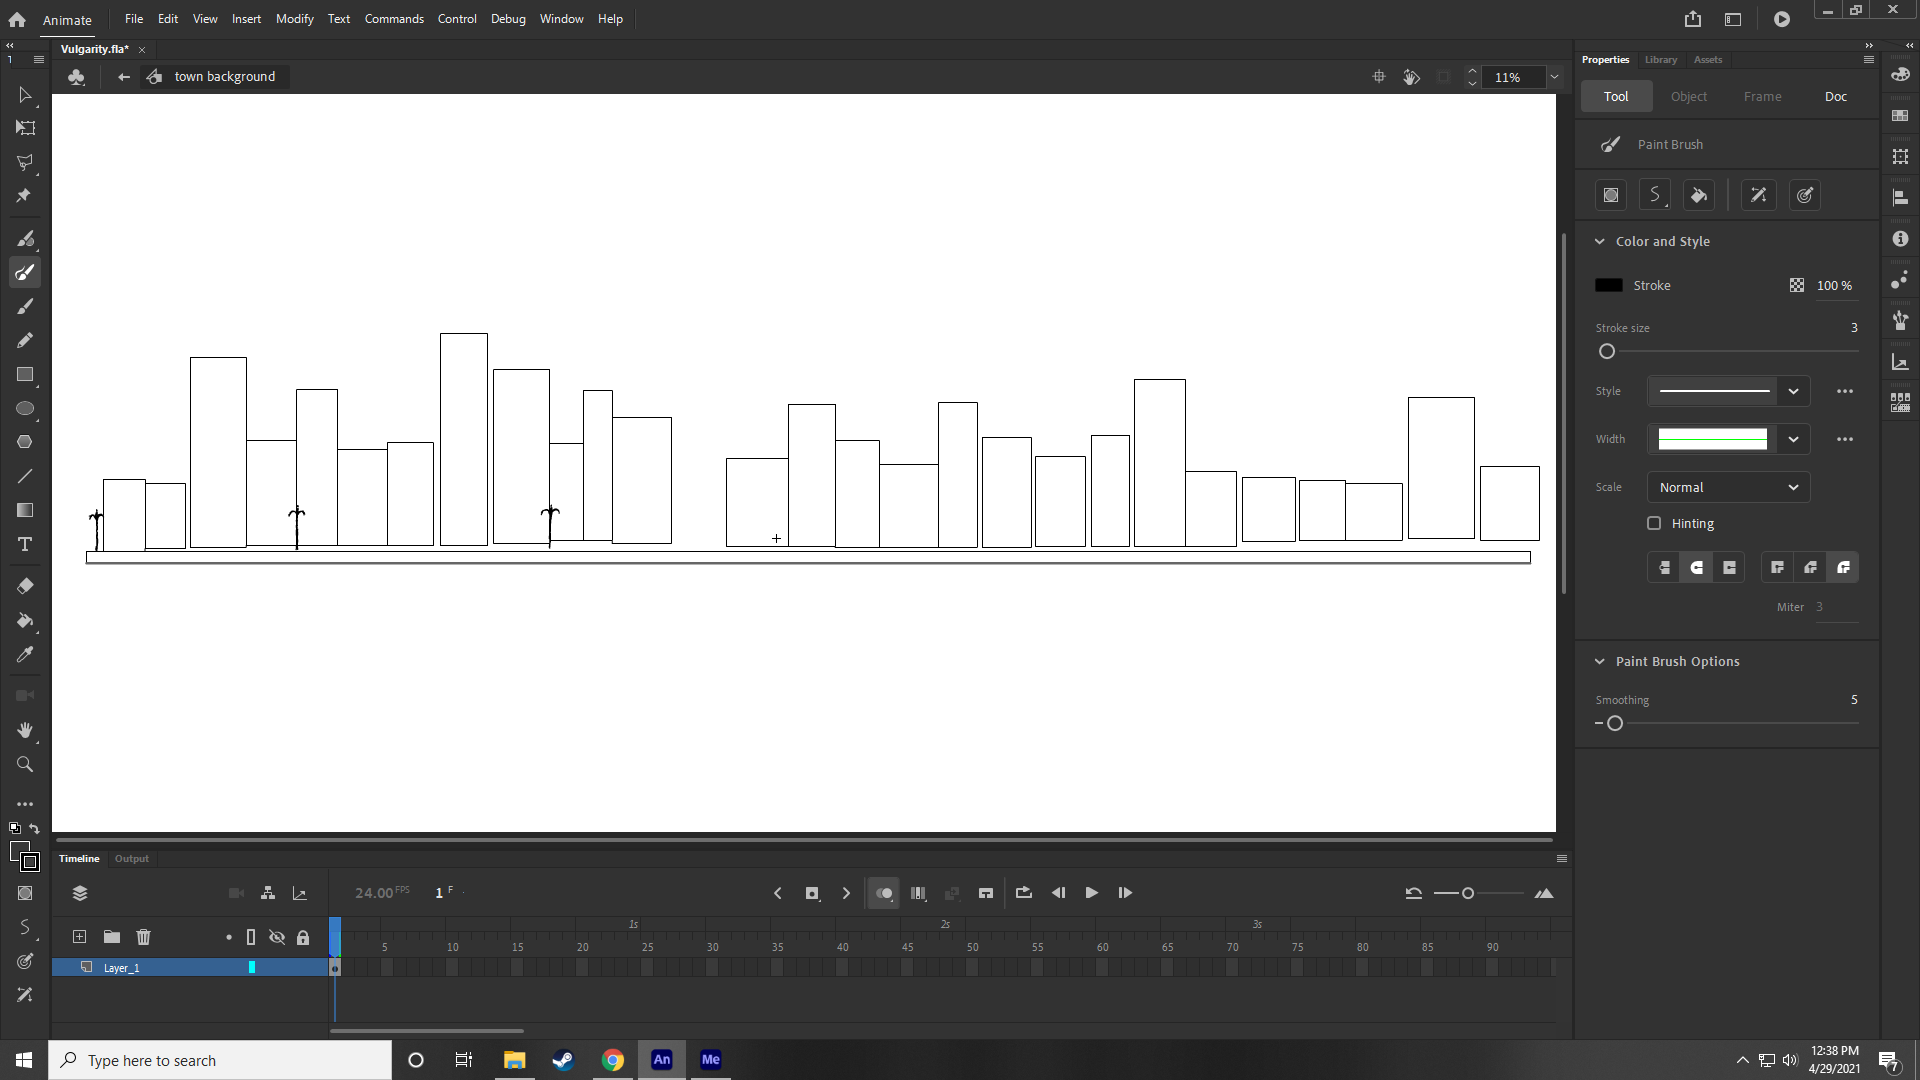 Animate File Edit View Insert Modify Text Commands Control Debug Window Help
Vulgarity.fla*
town background 11%
1
Properties Library Assets
Tool Object Frame Doc
Paint Brush
Color and Style
Stroke 100 %
Stroke size 3
Style
Width
Scale Normal
Hinting
Miter 3
Paint Brush Options
Smoothing 5
Timeline Output
24.00 FPS 1 F
1s 2s 3s
5 10 15 20 25 30 35 40 45 50 55 60 65 70 75 80 85 90
Layer_1
Type here to search
An Me
12:38 PM
4/29/2021
7